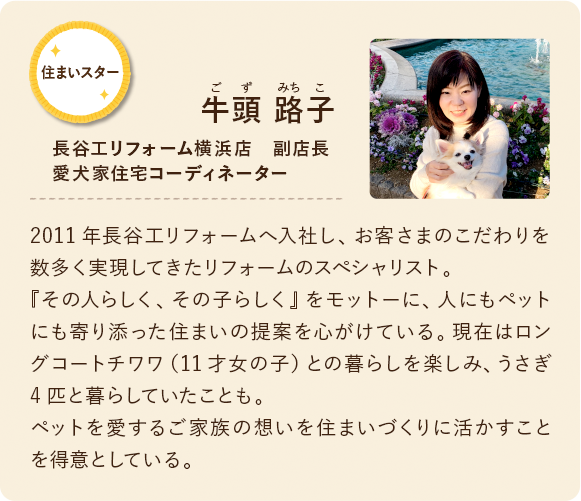 住まいスター
ごず みちこ
牛頭 路子
長谷工リフォーム横浜店　副店長
愛犬家住宅コーディネーター
2011年長谷工リフォームへ入社し、お客さまのこだわりを
数多く実現してきたリフォームのスペシャリスト。
『その人らしく、その子らしく』をモットーに、人にもペット
にも寄り添った住まいの提案を心がけている。現在はロン
グコートチワワ（11才女の子）との暮らしを楽しみ、うさぎ
4匹と暮らしていたことも。
ペットを愛するご家族の想いを住まいづくりに活かすこと
を得意としている。